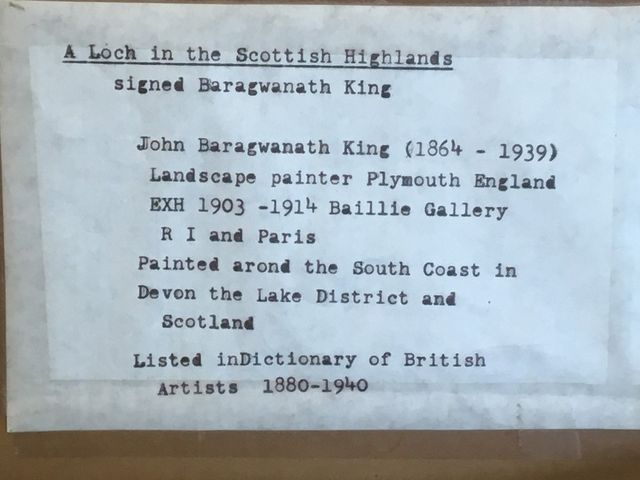 A Loch in the Scottish Highlands
signed Baragwanath King
John Baragwanath King (1864 - 1939)
Landscape painter Plymouth England
EXH 1903 -1914 Baillie Gallery
R I and Paris
Painted arond the South Coast in
Devon the Lake District and
Scotland
Listed inDictionary of British
Artists 1880-1940